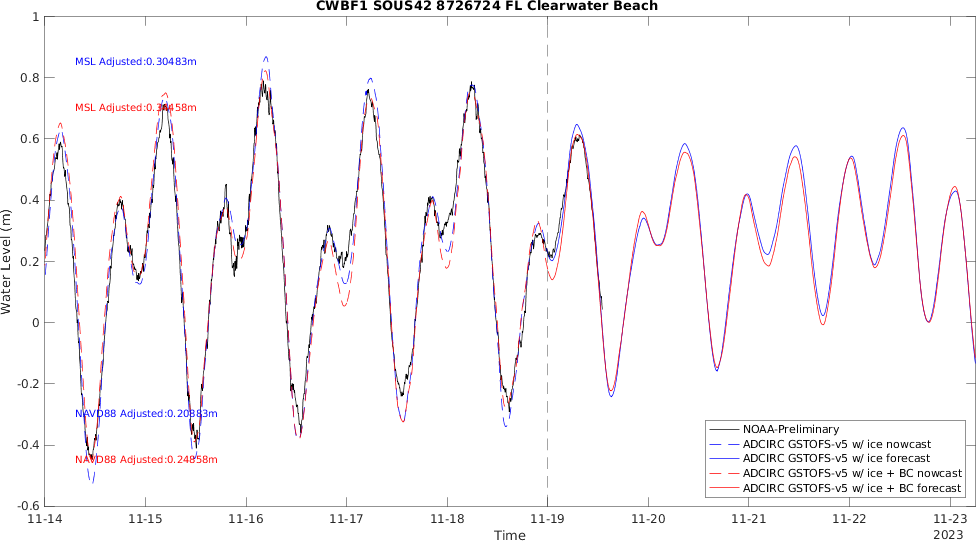 CWBF1 SOUS42 8726724 FL Clearwater Beach
Water Level (m)
1
0.8
0.6
0.4
0.2
0
-0.2
-0.4
-0.6
MSL Adjusted:0.30483m
MSL Adjusted:0.34458m
NAVD88 Adjusted:0.20883m
NAVD88 Adjusted:0.24858m
NOAA-Preliminary
ADCIRC GSTOFS-v5 w/ ice nowcast
ADCIRC GSTOFS-v5 w/ ice forecast
ADCIRC GSTOFS-v5 w/ ice + BC nowcast
ADCIRC GSTOFS-v5 w/ ice + BC forecast
11-14 11-15 11-16 11-17 11-18 11-19 11-20 11-21 11-22 11-23
Time 2023